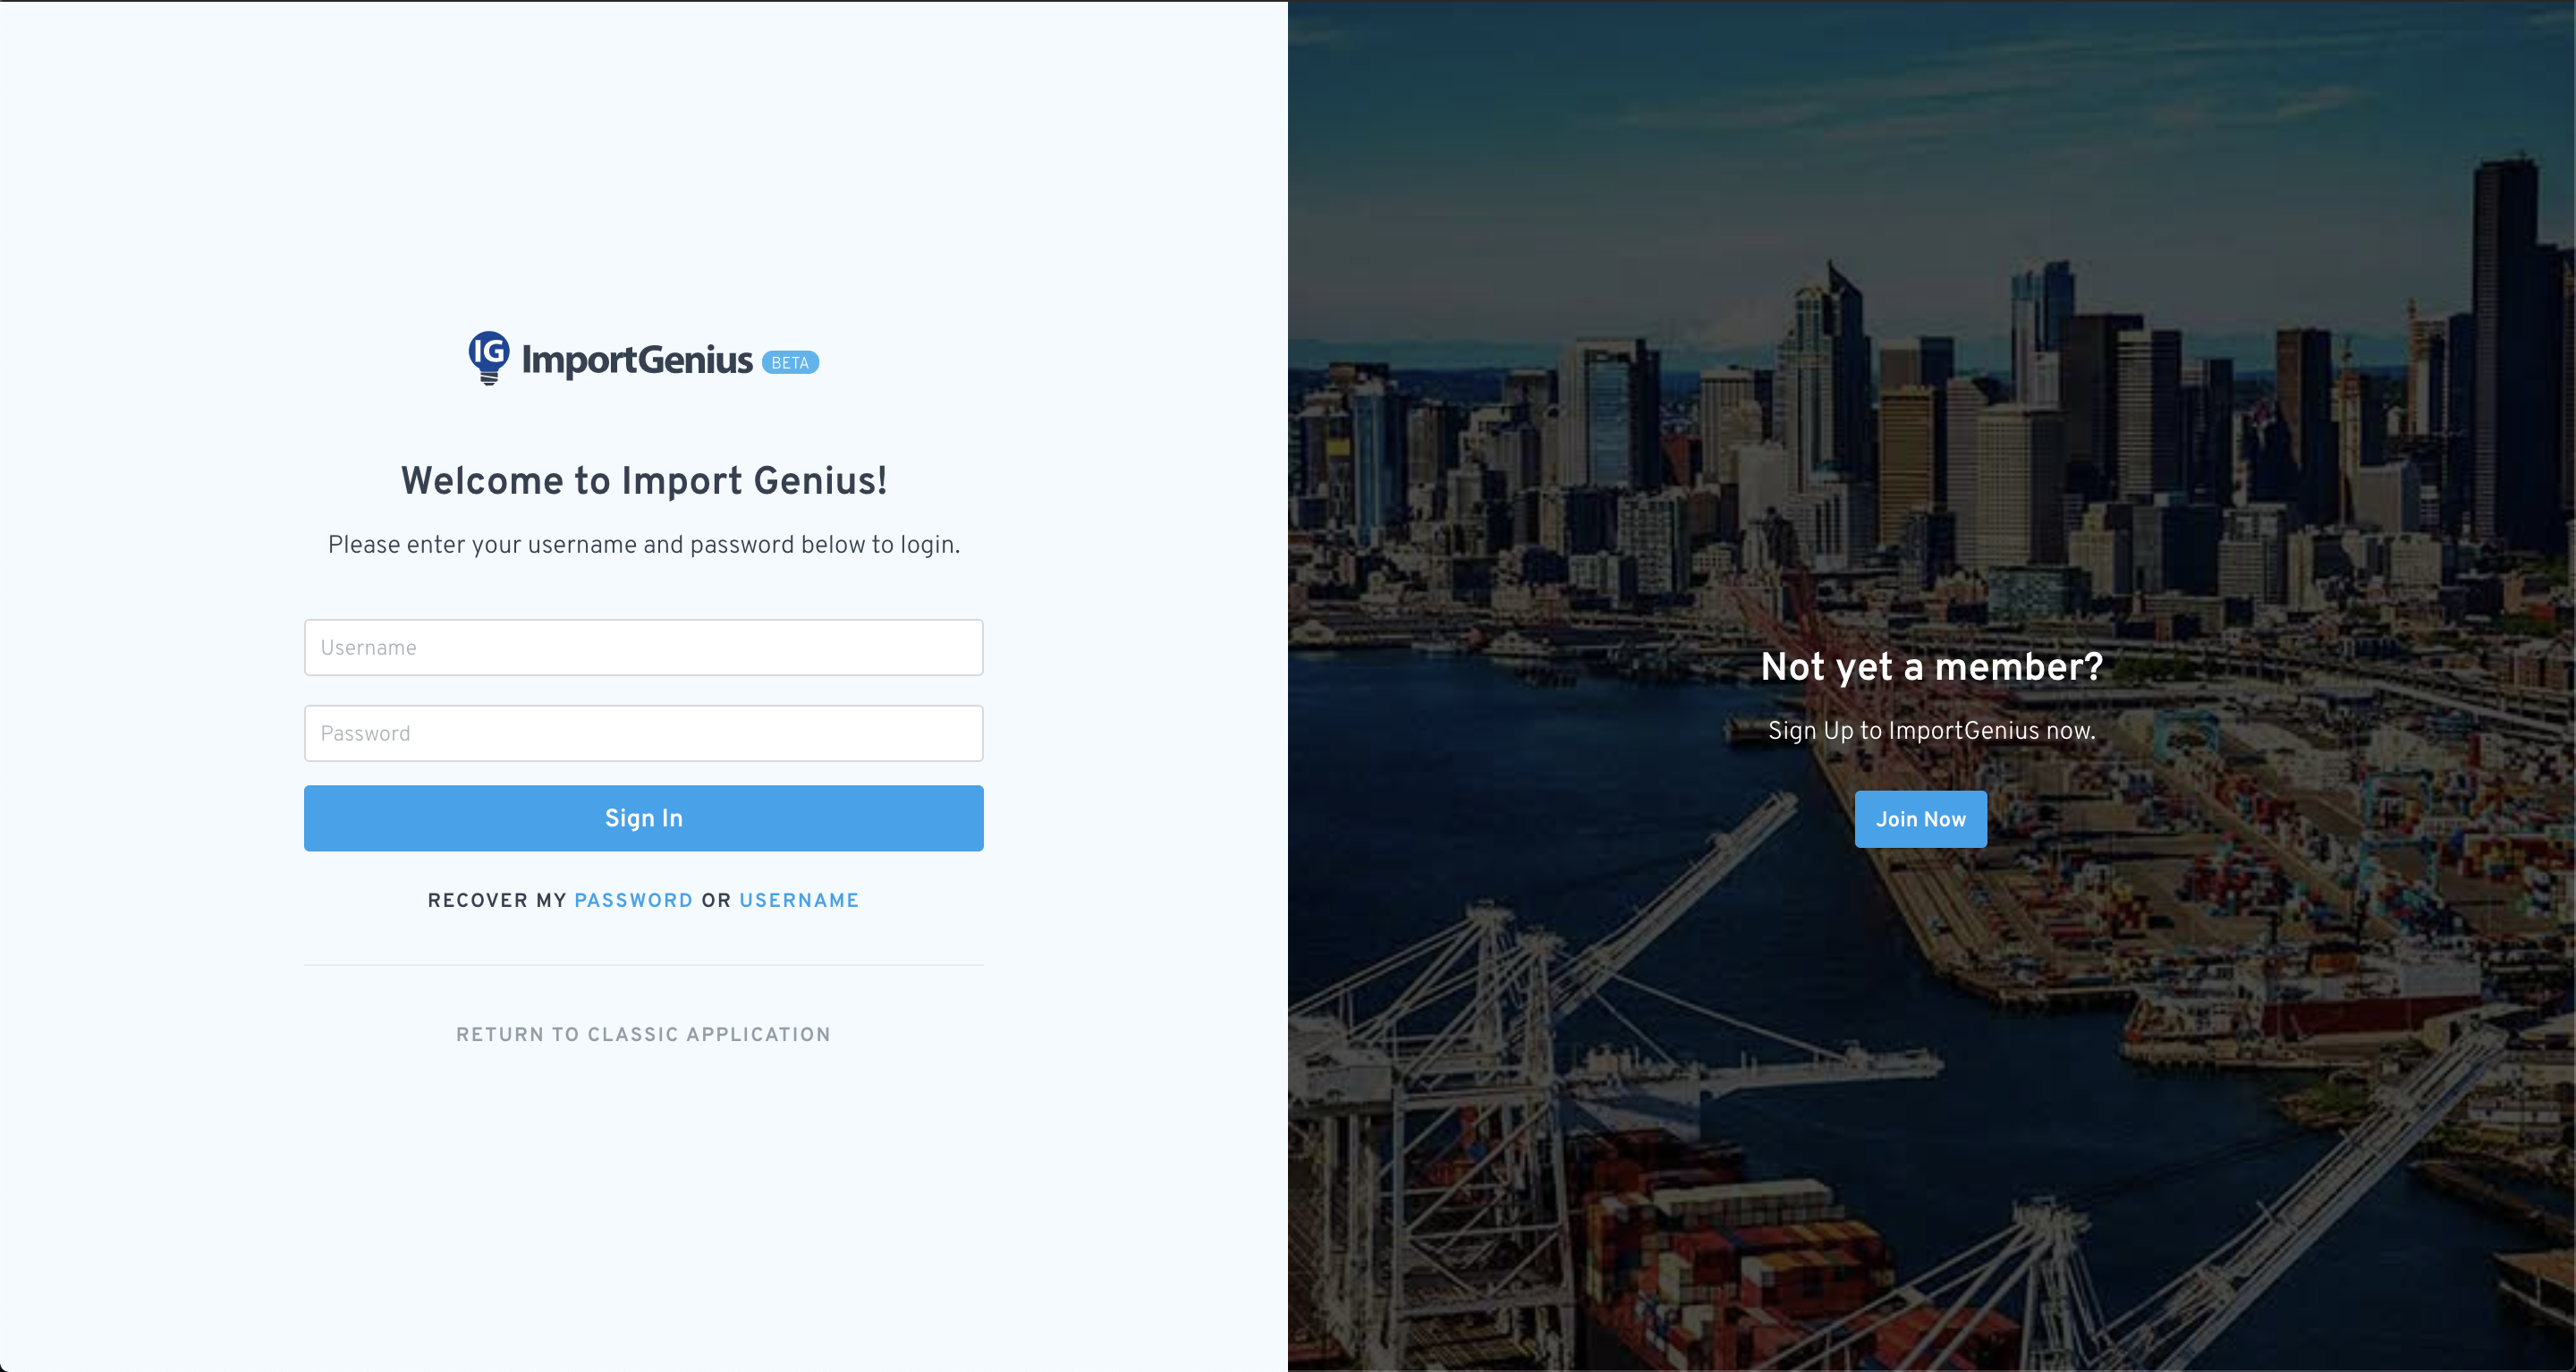 IG ImportGenius BETA
Welcome to Import Genius!
Please enter your username and password below to login.
Username
Password
Sign In
RECOVER MY PASSWORD OR USERNAME
RETURN TO CLASSIC APPLICATION
Not yet a member?
Sign Up to ImportGenius now.
Join Now